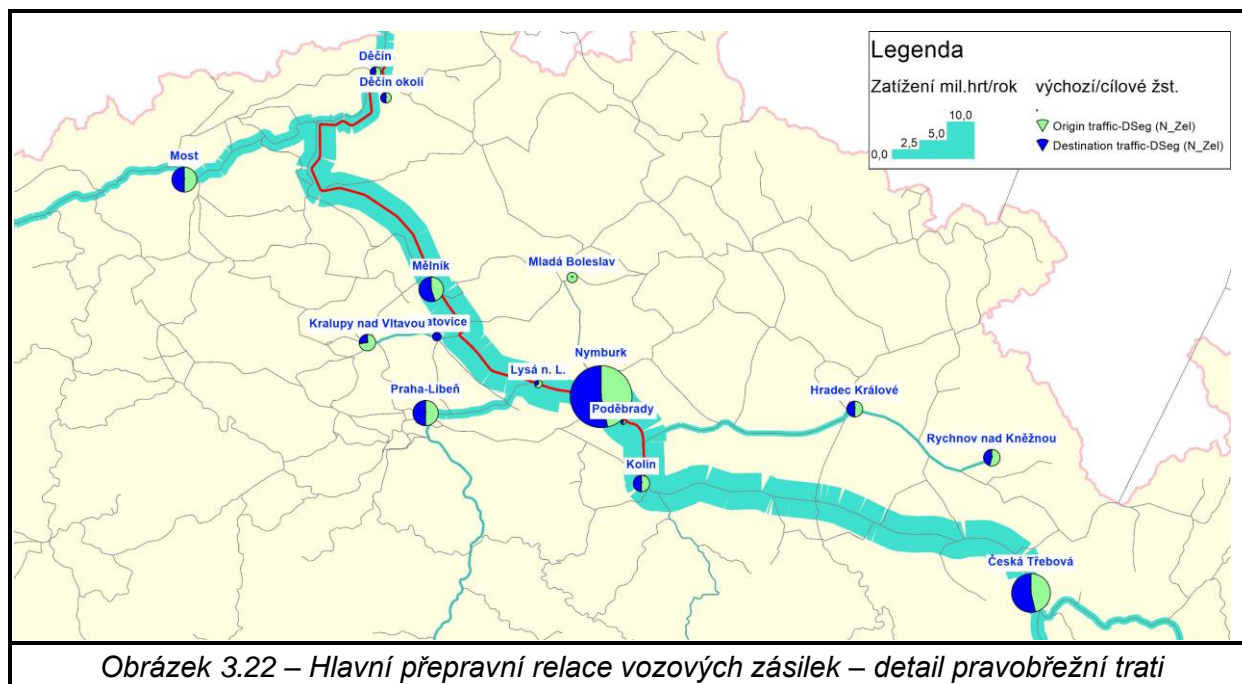 Děčín
Děčín okolí
Most
Mělník
Mladá Boleslav
Kralupy nad Vltavou
atovice
Nymburk
Lysá n. L.
Praha-Libeň
Poděbrady
Hradec Králové
Rychnov nad Kněžnou
Kolín
Česká Třebová
Legenda
Zatížení mil.hrt/rok
výchozí/cílové žst.
10,0
5,0
2,5
0,0
Origin traffic-DSeg (N_Zel)
Destination traffic-DSeg (N_Zel)
Obrázek 3.22 – Hlavní přepravní relace vozových zásilek – detail pravobřežní trati